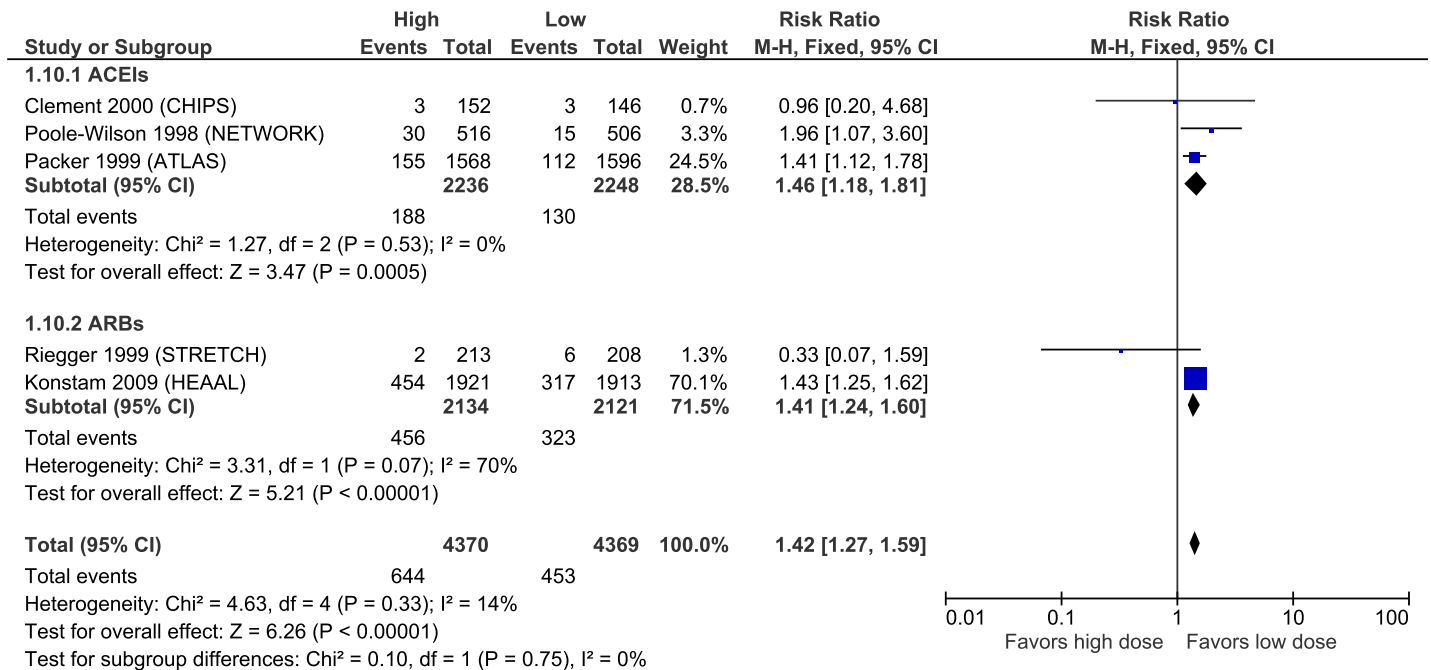 High Low Risk Ratio Risk Ratio
Study or Subgroup Events Total Events Total Weight M-H, Fixed, 95% CI M-H, Fixed, 95% CI
1.10.1 ACEIs
Clement 2000 (CHIPS) 3 152 3 146 0.7% 0.96 [0.20, 4.68]
Poole-Wilson 1998 (NETWORK) 30 516 15 506 3.3% 1.96 [1.07, 3.60]
Packer 1999 (ATLAS) 155 1568 112 1596 24.5% 1.41 [1.12, 1.78]
Subtotal (95% CI) 2236 2248 28.5% 1.46 [1.18, 1.81]
Total events 188 130
Heterogeneity: Chi² = 1.27, df = 2 (P = 0.53); I² = 0%
Test for overall effect: Z = 3.47 (P = 0.0005)
1.10.2 ARBs
Riegger 1999 (STRETCH) 2 213 6 208 1.3% 0.33 [0.07, 1.59]
Konstam 2009 (HEAAL) 454 1921 317 1913 70.1% 1.43 [1.25, 1.62]
Subtotal (95% CI) 2134 2121 71.5% 1.41 [1.24, 1.60]
Total events 456 323
Heterogeneity: Chi² = 3.31, df = 1 (P = 0.07); I² = 70%
Test for overall effect: Z = 5.21 (P < 0.00001)
Total (95% CI) 4370 4369 100.0% 1.42 [1.27, 1.59]
Total events 644 453
Heterogeneity: Chi² = 4.63, df = 4 (P = 0.33); I² = 14%
Test for overall effect: Z = 6.26 (P < 0.00001)
Test for subgroup differences: Chi² = 0.10, df = 1 (P = 0.75), I² = 0%
0.01 0.1 1 10 100
Favors high dose Favors low dose